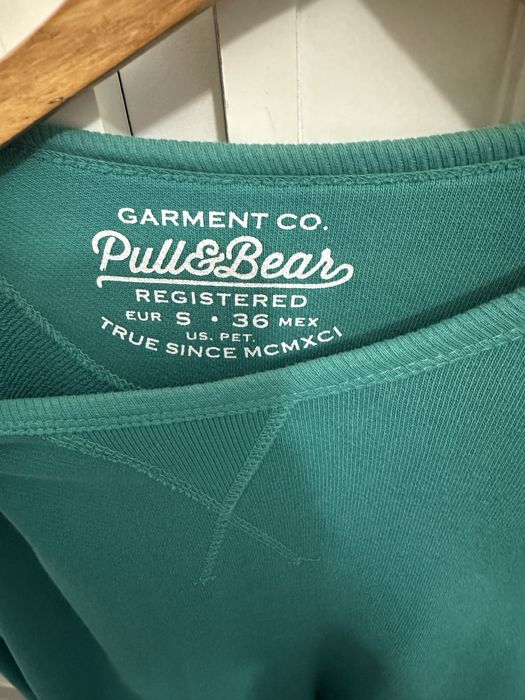 GARMENT CO.
Pull&Bear
REGISTERED
EUR S • 36 MEX
US. PET.
TRUE SINCE MCMXCI